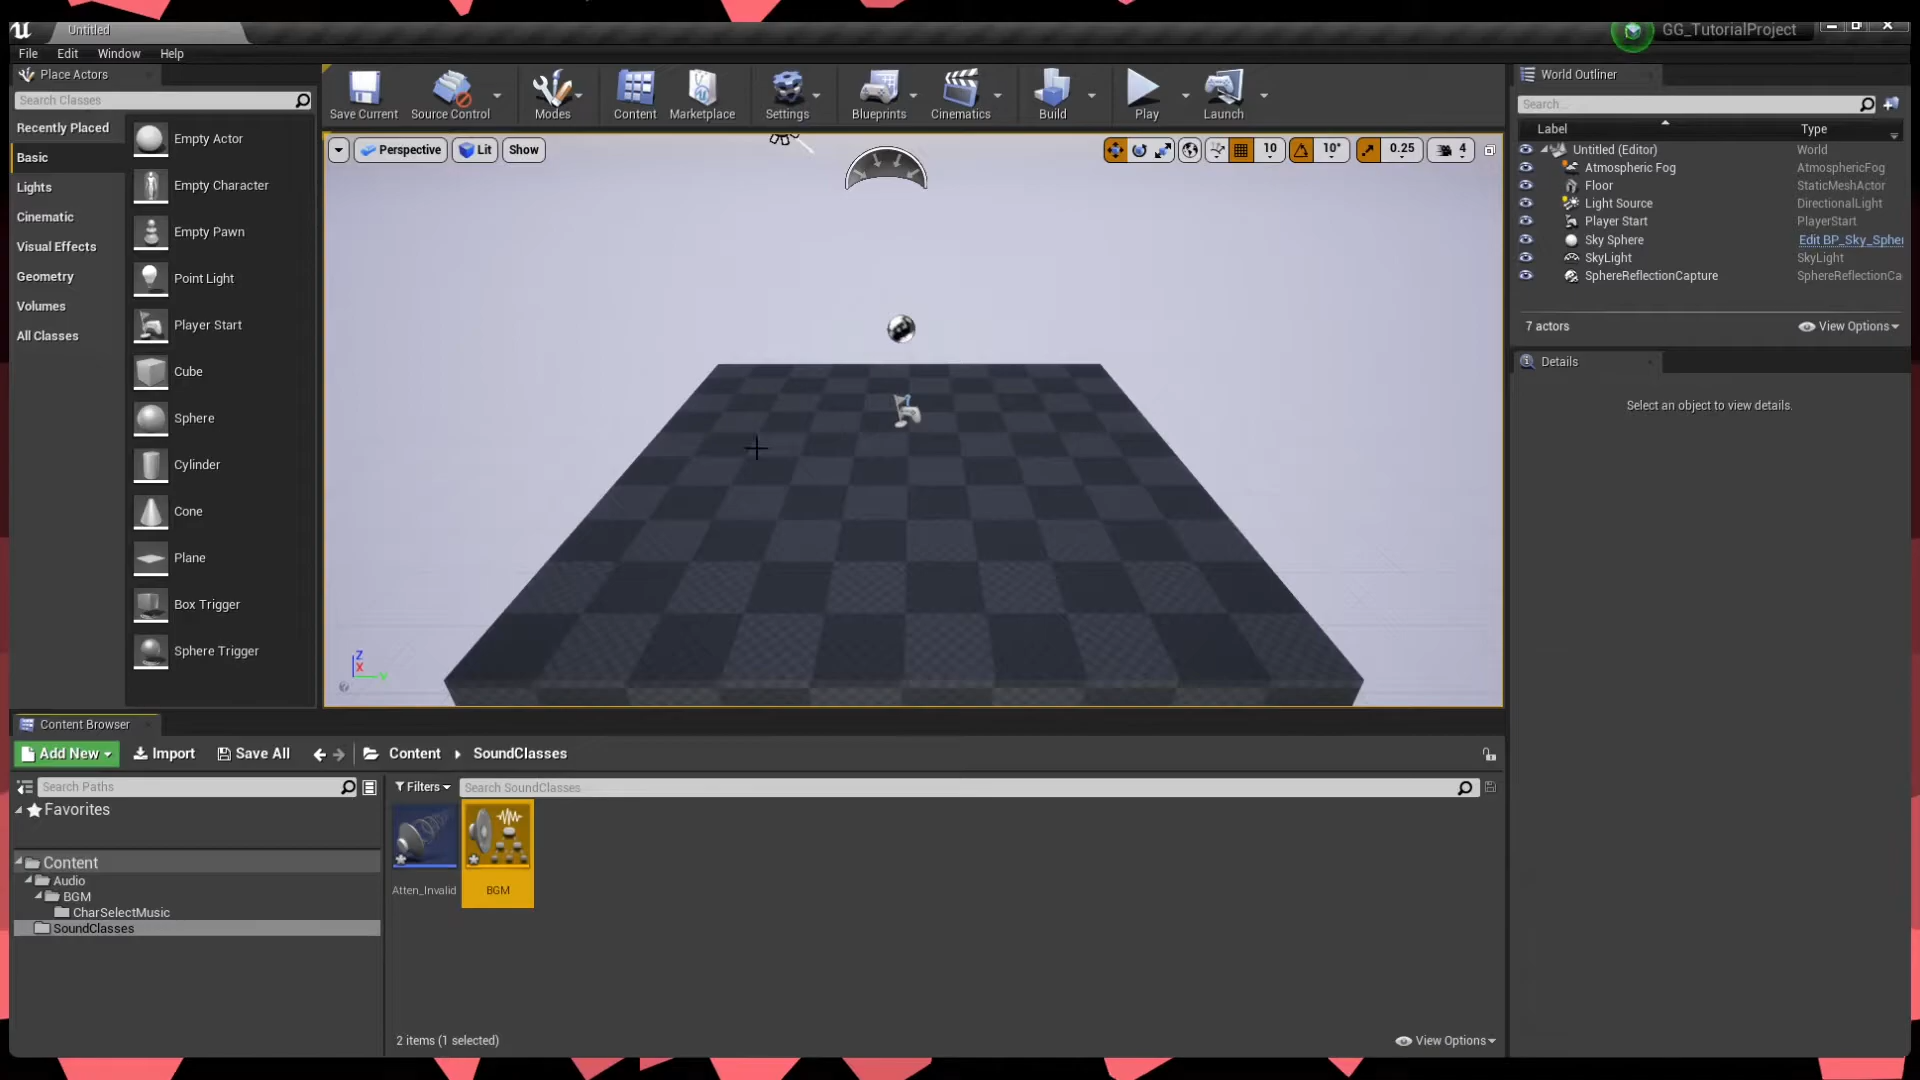 Untitled
GG_TutorialProject
File Edit Window Help
Place Actors
Search Classes
Recently Placed
Basic
Lights
Cinematic
Visual Effects
Geometry
Volumes
All Classes
Empty Actor
Empty Character
Empty Pawn
Point Light
Player Start
Cube
Sphere
Cylinder
Cone
Plane
Box Trigger
Sphere Trigger
Save Current Source Control Modes Content Marketplace Settings Blueprints Cinematics Build Play Launch
Perspective Lit Show
10 10° 0.25 4
Z
X
Y
World Outliner
Search...
Label Type
Untitled (Editor) World
Atmospheric Fog AtmosphericFog
Floor StaticMeshActor
Light Source DirectionalLight
Player Start PlayerStart
Sky Sphere Edit BP_Sky_Spher
SkyLight SkyLight
SphereReflectionCapture SphereReflectionCa
7 actors View Options
Details
Select an object to view details.
Content Browser
Add New Import Save All Content SoundClasses
Search Paths
Favorites
Content
Audio
BGM
CharSelectMusic
SoundClasses
Filters Search SoundClasses
Atten_Invalid BGM
2 items (1 selected) View Options